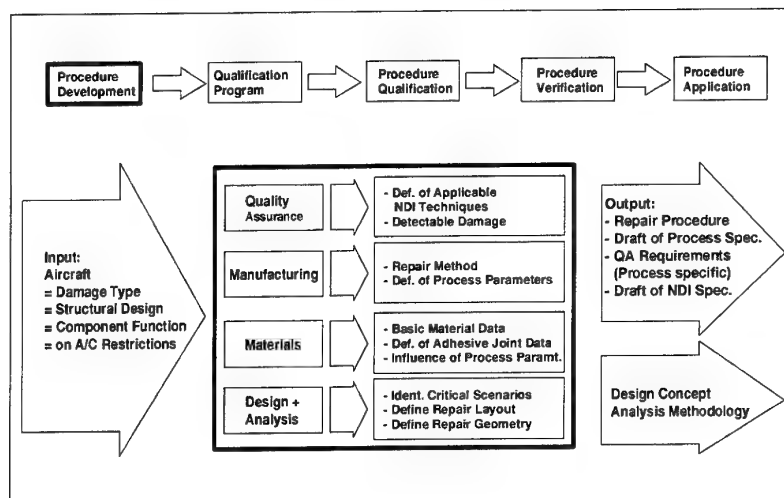 Procedure
Development
Qualification
Program
Procedure
Qualification
Procedure
Verification
Procedure
Application
Input:
Aircraft
= Damage Type
= Structural Design
= Component Function
= on A/C Restrictions
Quality
Assurance
- Def. of Applicable
NDI Techniques
- Detectable Damage
Manufacturing
- Repair Method
- Def. of Process Parameters
Materials
- Basic Material Data
- Def. of Adhesive Joint Data
- Influence of Process Paramt.
Design +
Analysis
- Ident. Critical Scenarios
- Define Repair Layout
- Define Repair Geometry
Output:
- Repair Procedure
- Draft of Process Spec.
- QA Requirements
(Process specific)
- Draft of NDI Spec.
Design Concept
Analysis Methodology